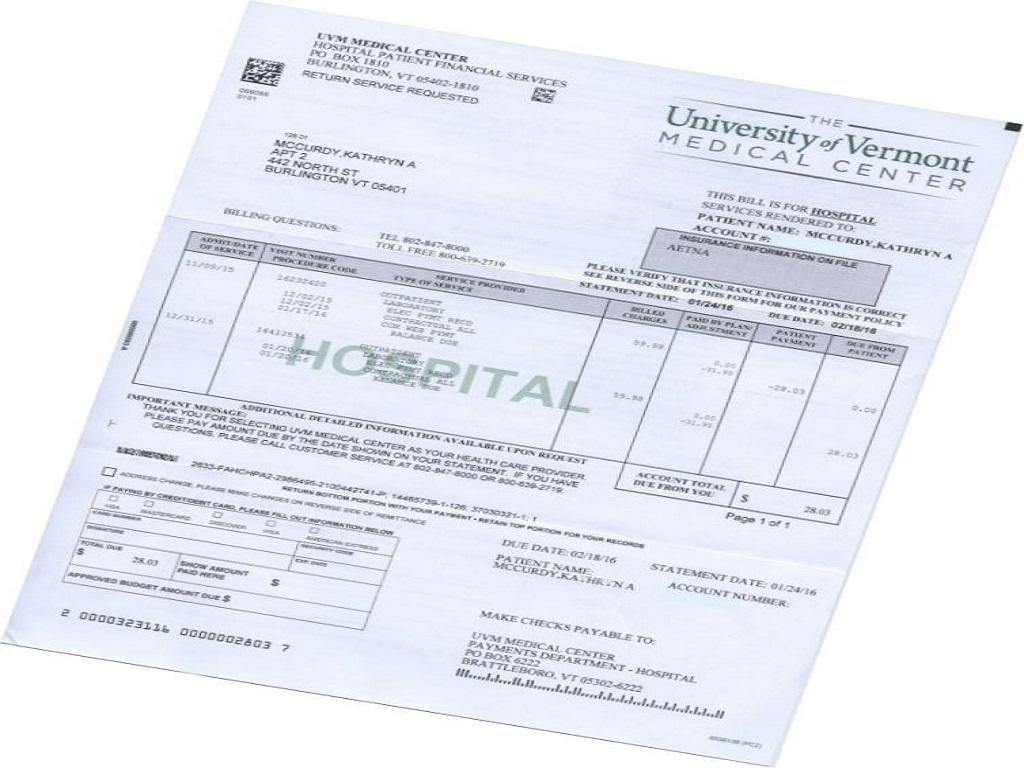 UVM MEDICAL CENTER
HOSPITAL PATIENT FINANCIAL SERVICES
PO BOX 1810
BURLINGTON, VT 05402-1810
RETURN SERVICE REQUESTED
0101
THE
University of Vermont
MEDICAL CENTER
126 01
MCCURDY,KATHRYN A
APT 2
442 NORTH ST
BURLINGTON VT 05401
THIS BILL IS FOR HOSPITAL
SERVICES RENDERED TO:
PATIENT NAME: MCCURDY,KATHRYN A
ACCOUNT #:
BILLING QUESTIONS:
TEL 802-847-8000
TOLL FREE 800-639-2719
INSURANCE INFORMATION ON FILE
AETNA
PLEASE VERIFY THAT INSURANCE INFORMATION IS CORRECT
SEE REVERSE SIDE OF THIS FORM FOR OUR PAYMENT POLICY
STATEMENT DATE: 01/24/16 DUE DATE: 02/18/16
ADMIT/DATE OF SERVICE VISIT NUMBER PROCEDURE CODE SERVICE PROVIDER TYPE OF SERVICE BILLED CHARGES PAID BY PLAN/ADJUSTMENT PATIENT PAYMENT DUE FROM PATIENT
11/09/15 16232420 OUTPATIENT
LABORATORY 59.98
12/02/15 ELEC PYMT RECD 0.00
12/02/15 CONTRACTUAL ALL -31.95
01/17/16 COM WEB PYMT -28.03
BALANCE DUE 0.00
12/31/15 OUTPATIENT
LABORATORY 59.98
ELEC PYMT RECD 0.00
CONTRACTUAL ALL -31.95
BALANCE DUE 28.03
HOSPITAL
ADDITIONAL DETAILED INFORMATION AVAILABLE UPON REQUEST
IMPORTANT MESSAGE:
THANK YOU FOR SELECTING UVM MEDICAL CENTER AS YOUR HEALTH CARE PROVIDER.
PLEASE PAY AMOUNT DUE BY THE DATE SHOWN ON YOUR STATEMENT. IF YOU HAVE
QUESTIONS, PLEASE CALL CUSTOMER SERVICE AT 802-847-8000 OR 800-639-2719.
ACCOUNT TOTAL
DUE FROM YOU $ 28.03
Page 1 of 1
2633-FAHCHPA2-2986495-2100442741-P; 14465739-1-126; 37030321-1; 1
ADDRESS CHANGE, PLEASE MAKE CHANGES ON REVERSE SIDE OF REMITTANCE
RETURN BOTTOM PORTION WITH YOUR PAYMENT - RETAIN TOP PORTION FOR YOUR RECORDS
IF PAYING BY CREDIT/DEBIT CARD, PLEASE FILL OUT INFORMATION BELOW
VISA MASTERCARD DISCOVER VISA AMERICAN EXPRESS
CARD NUMBER SECURITY CODE
SIGNATURE EXP. DATE
TOTAL DUE
$ 28.03 SHOW AMOUNT PAID HERE $
APPROVED BUDGET AMOUNT DUE $
2 0000323116 0000002803 7
DUE DATE: 02/18/16
STATEMENT DATE: 01/24/16
PATIENT NAME:
MCCURDY,KATHRYN A
ACCOUNT NUMBER:
MAKE CHECKS PAYABLE TO:
UVM MEDICAL CENTER
PAYMENTS DEPARTMENT - HOSPITAL
PO BOX 6222
BRATTLEBORO, VT 05302-6222